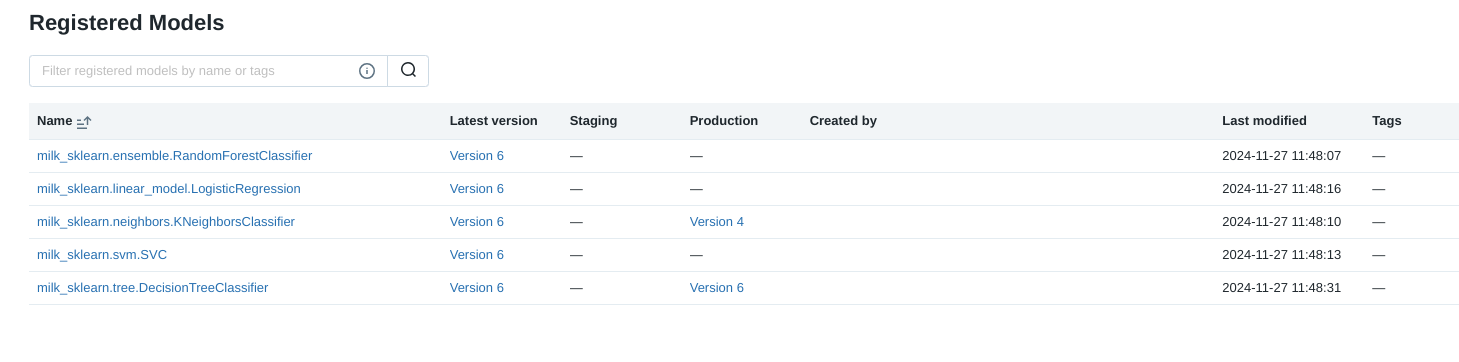 Registered Models
Filter registered models by name or tags
Name Latest version Staging Production Created by Last modified Tags
milk_sklearn.ensemble.RandomForestClassifier Version 6 — — 2024-11-27 11:48:07 —
milk_sklearn.linear_model.LogisticRegression Version 6 — — 2024-11-27 11:48:16 —
milk_sklearn.neighbors.KNeighborsClassifier Version 6 — Version 4 2024-11-27 11:48:10 —
milk_sklearn.svm.SVC Version 6 — — 2024-11-27 11:48:13 —
milk_sklearn.tree.DecisionTreeClassifier Version 6 — Version 6 2024-11-27 11:48:31 —